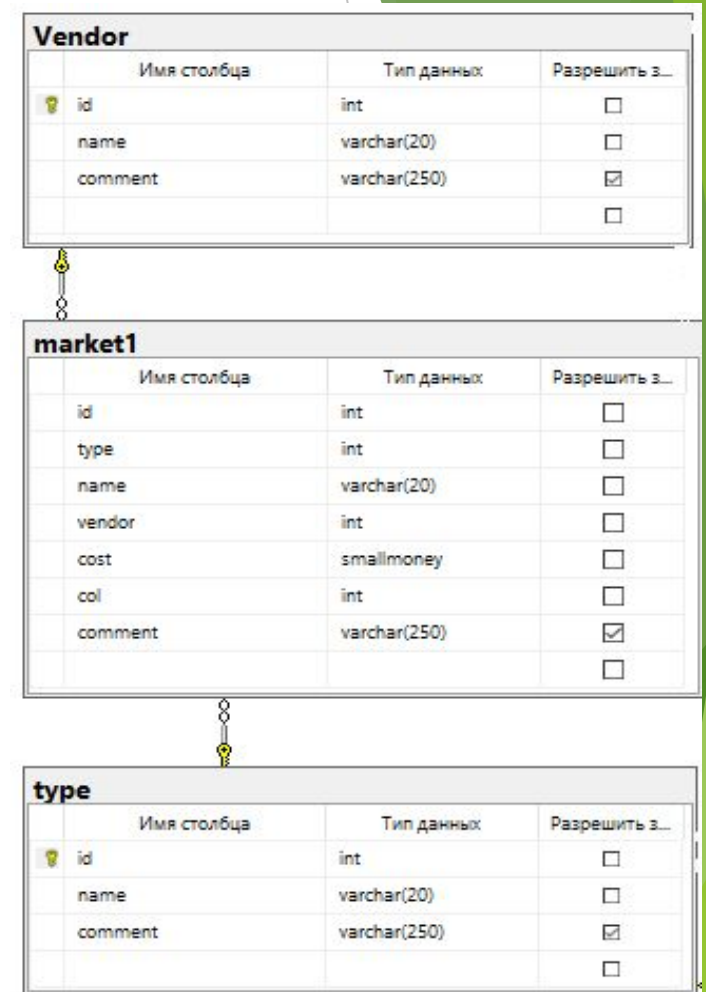 Vendor
Имя столбца Тип данных Разрешить з...
id int
name varchar(20)
comment varchar(250)
market1
Имя столбца Тип данных Разрешить з...
id int
type int
name varchar(20)
vendor int
cost smallmoney
col int
comment varchar(250)
type
Имя столбца Тип данных Разрешить з...
id int
name varchar(20)
comment varchar(250)